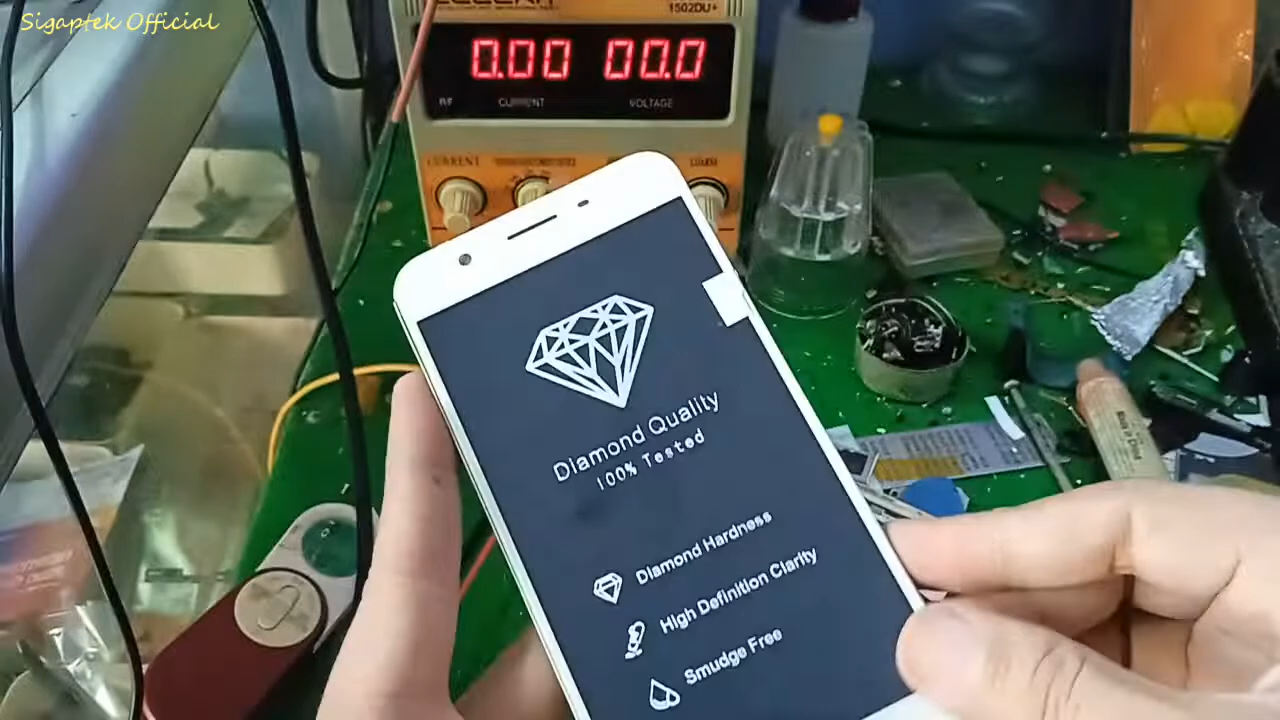 Sigaptek Official
1502DU+
0.00 00.0
CURRENT VOLTAGE
CURRENT
Diamond Quality
100% Tested
Diamond Hardness
High Definition Clarity
Smudge Free